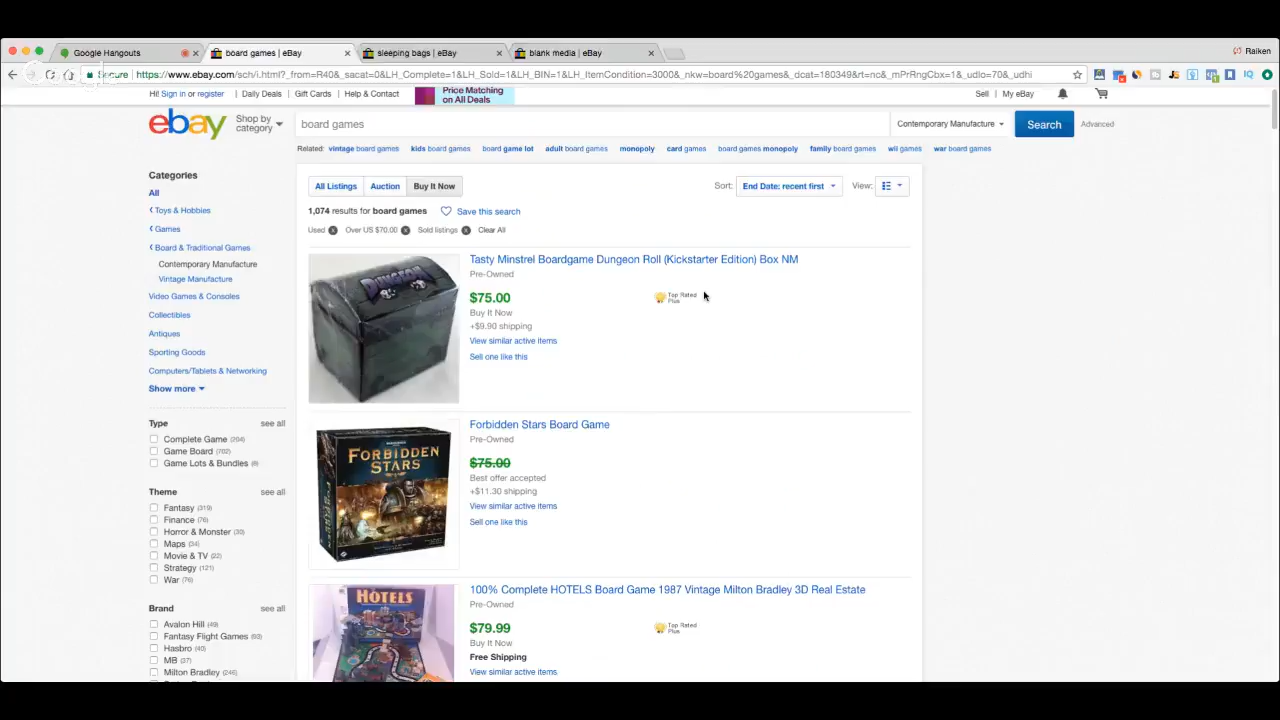 Google Hangouts
board games | eBay
sleeping bags | eBay
blank media | eBay
Raiken
Secure https://www.ebay.com/sch/i.html?_from=R40&_sacat=0&LH_Complete=1&LH_Sold=1&LH_BIN=1&LH_ItemCondition=3000&_nkw=board%20games&_dcat=180349&rt=nc&_mPrRngCbx=1&_udlo=70&_udhi
Hi! Sign in or register
Daily Deals
Gift Cards
Help & Contact
Price Matching
on All Deals
Sell
My eBay
ebay
Shop by
category
board games
Contemporary Manufacture
Search
Advanced
Related: vintage board games kids board games board game lot adult board games monopoly card games board games monopoly family board games wii games war board games
Categories
All
Toys & Hobbies
Games
Board & Traditional Games
Contemporary Manufacture
Vintage Manufacture
Video Games & Consoles
Collectibles
Antiques
Sporting Goods
Computers/Tablets & Networking
Show more
Type see all
Complete Game (204)
Game Board (702)
Game Lots & Bundles
Theme see all
Fantasy (319)
Finance (76)
Horror & Monster (30)
Maps (34)
Movie & TV (22)
Strategy (121)
War (76)
Brand see all
Avalon Hill (49)
Fantasy Flight Games (93)
Hasbro (40)
MB (37)
Milton Bradley (246)
All Listings
Auction
Buy It Now
Sort: End Date: recent first
View:
1,074 results for board games
Save this search
Used
Over US $70.00
Sold listings
Clear All
DUNGEON
Tasty Minstrel Boardgame Dungeon Roll (Kickstarter Edition) Box NM
Pre-Owned
$75.00
Top Rated
Plus
Buy It Now
+$9.90 shipping
View similar active items
Sell one like this
FORBIDDEN
STARS
Forbidden Stars Board Game
Pre-Owned
$75.00
Best offer accepted
+$11.30 shipping
View similar active items
Sell one like this
HOTELS
100% Complete HOTELS Board Game 1987 Vintage Milton Bradley 3D Real Estate
Pre-Owned
$79.99
Top Rated
Plus
Buy It Now
Free Shipping
View similar active items